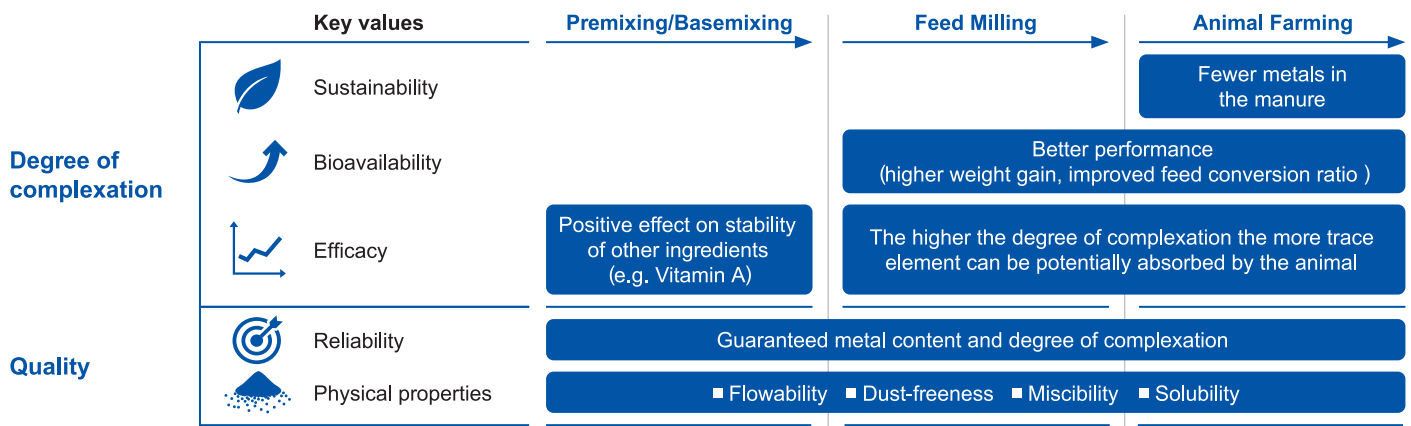 Key values
Premixing/Basemixing
Feed Milling
Animal Farming
Degree of
complexation
Sustainability
Fewer metals in
the manure
Bioavailability
Better performance
(higher weight gain, improved feed conversion ratio )
Efficacy
Positive effect on stability
of other ingredients
(e.g. Vitamin A)
The higher the degree of complexation the more trace
element can be potentially absorbed by the animal
Quality
Reliability
Guaranteed metal content and degree of complexation
Physical properties
■ Flowability ■ Dust-freeness ■ Miscibility ■ Solubility